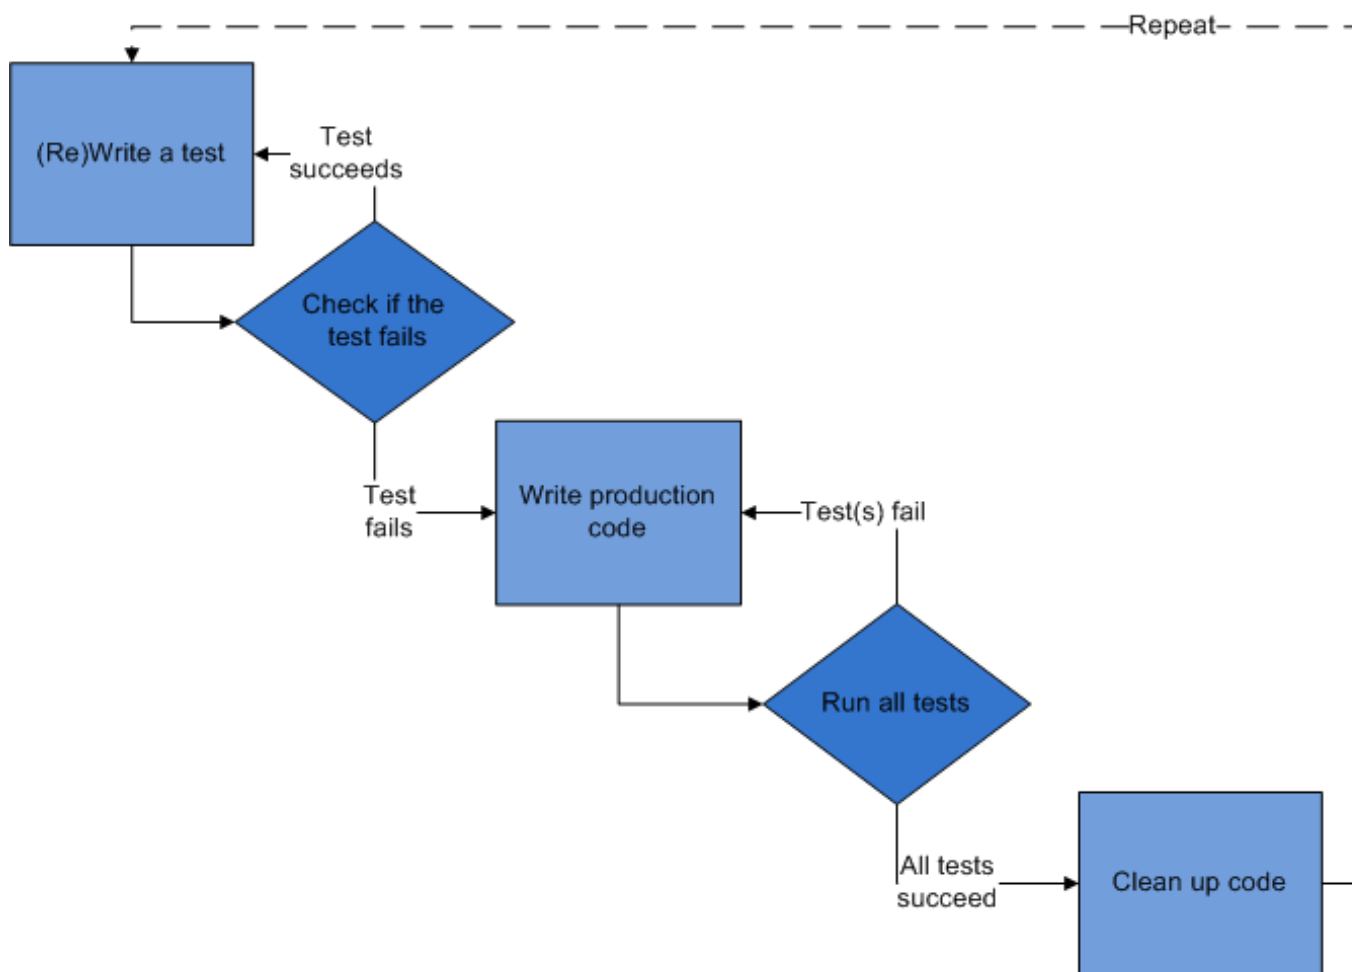 Repeat
(Re)Write a test
Test
succeeds
Check if the
test fails
Test
fails
Write production
code
Test(s) fail
Run all tests
All tests
succeed
Clean up code